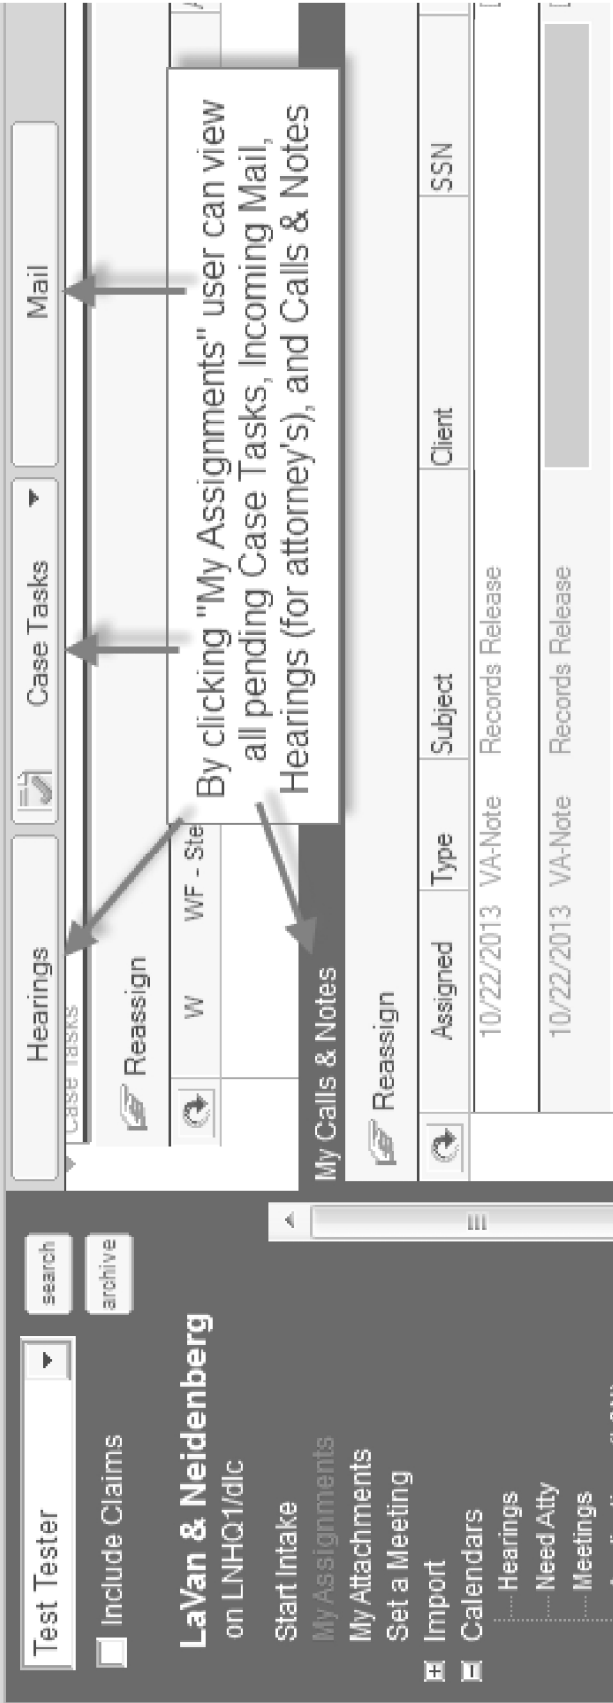 Test Tester
search
Include Claims
archive
LaVan & Neidenberg
on LNHQ1/dlc
Start Intake
My Assignments
My Attachments
Set a Meeting
Import
Calendars
Hearings
Need Atty
Meetings
Hearings
Case Tasks
Mail
Case Tasks
Reassign
W
WF - Ste
By clicking "My Assignments" user can view
all pending Case Tasks, Incoming Mail,
Hearings (for attorney's), and Calls & Notes
My Calls & Notes
Reassign
Assigned Type Subject Client SSN
10/22/2013 VA-Note Records Release
10/22/2013 VA-Note Records Release